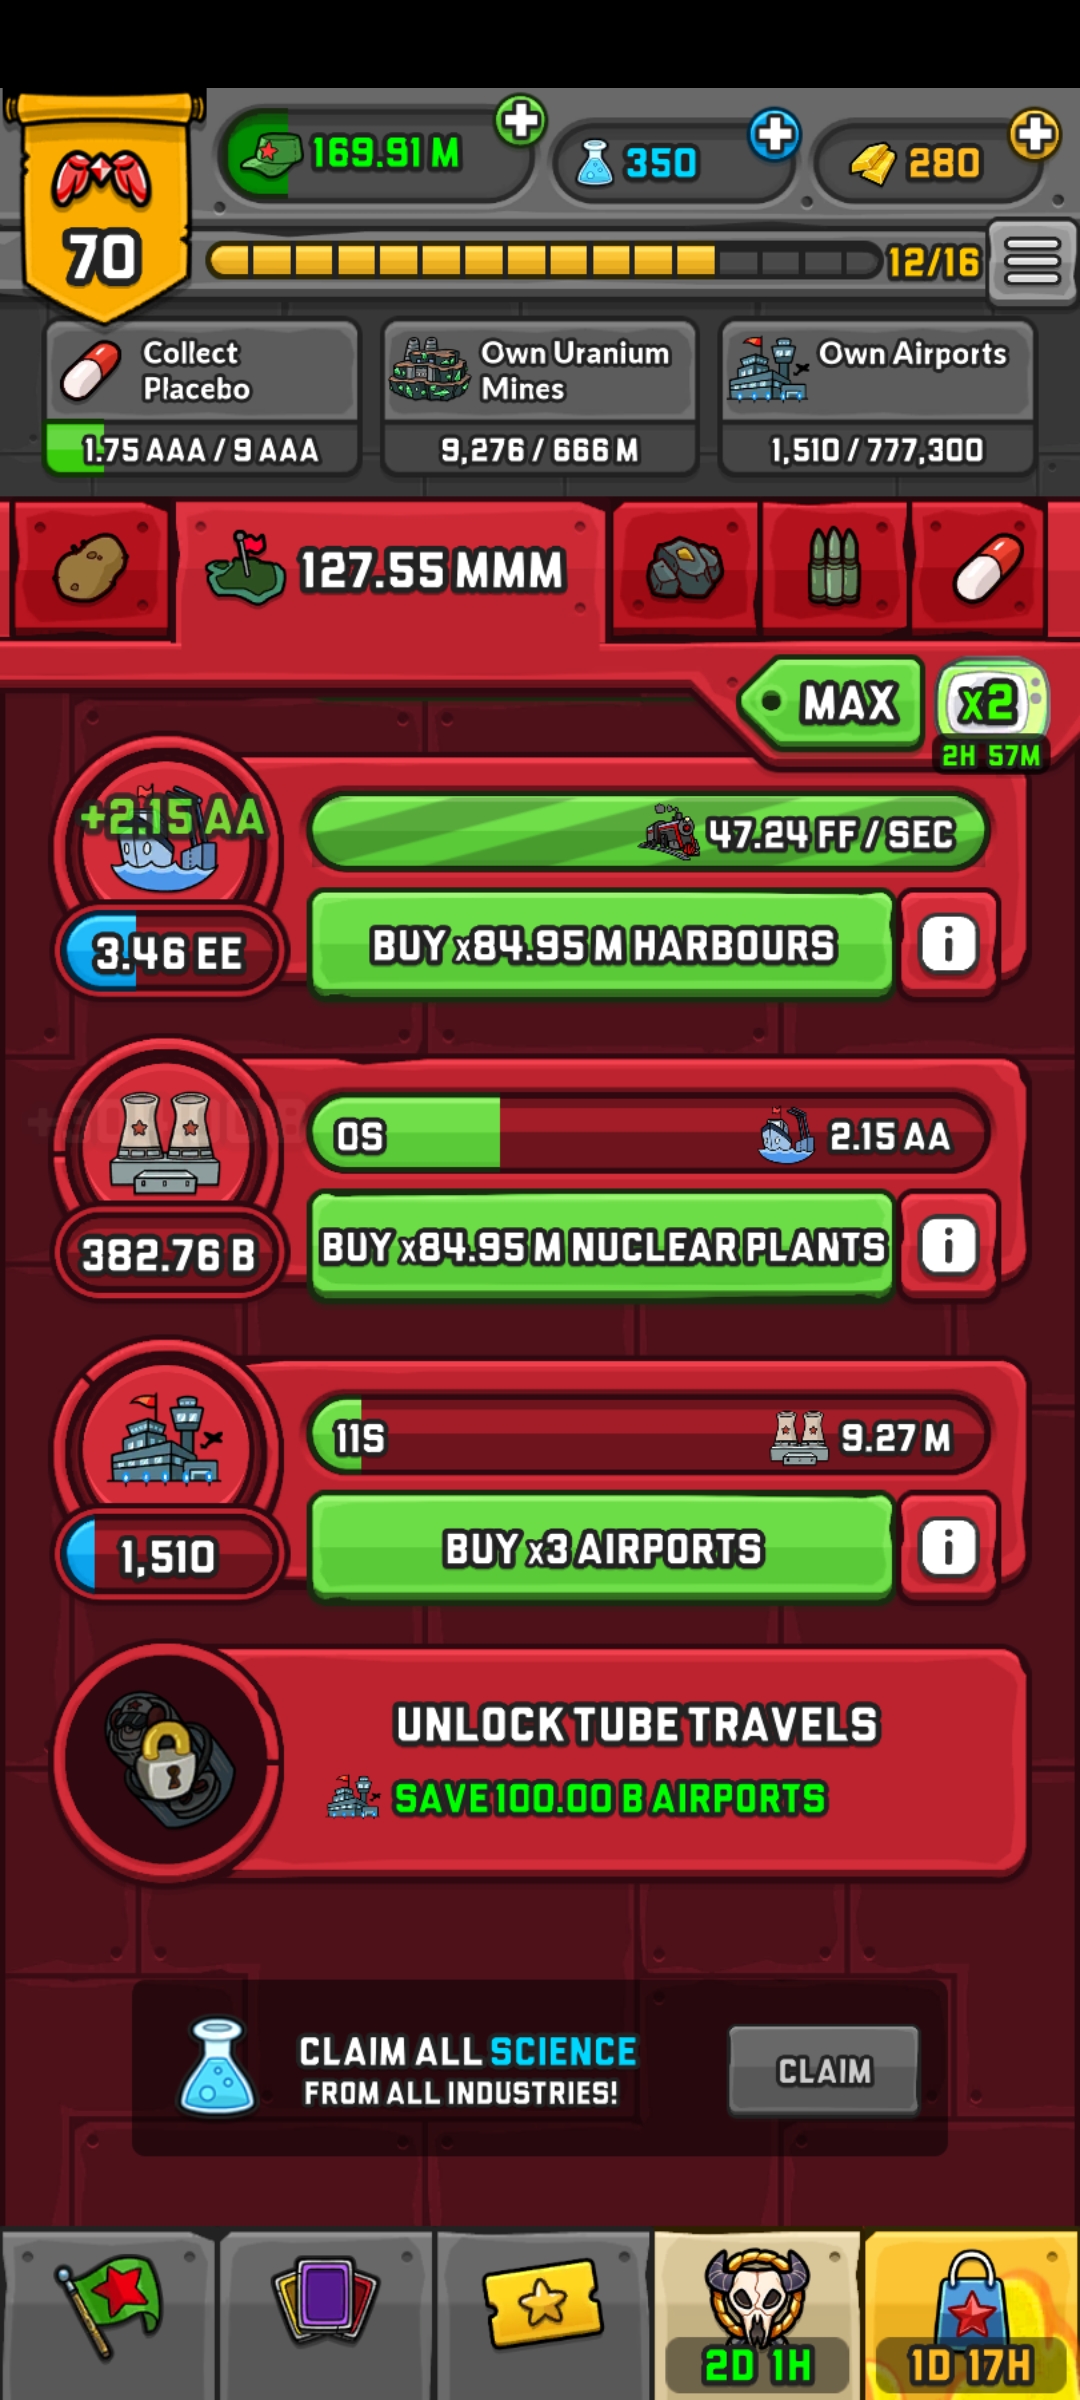 169.91 M
350
280
70
12/16
Collect
Placebo
Own Uranium
Mines
Own Airports
1.75 AAA / 9 AAA
9,276 / 666 M
1,510 / 777,300
127.55 MMM
MAX
x2
2H 57M
+2.15 AA
47.24 FF / SEC
3.46 EE
BUY x84.95 M HARBOURS
i
0S
2.15 AA
382.76 B
BUY x84.95 M NUCLEAR PLANTS
i
11S
9.27 M
1,510
BUY x3 AIRPORTS
i
UNLOCK TUBE TRAVELS
SAVE 100.00 B AIRPORTS
CLAIM ALL SCIENCE
FROM ALL INDUSTRIES!
CLAIM
2D 1H
1D 17H